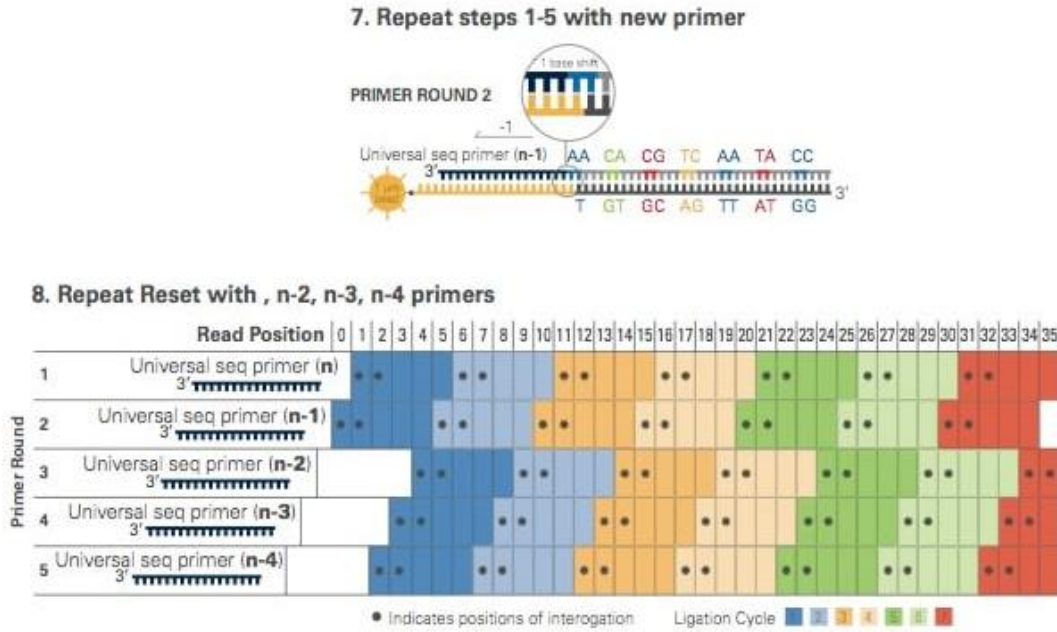 7. Repeat steps 1-5 with new primer
1 base shift
PRIMER ROUND 2
-1
Universal seq primer (n-1) AA CA CG TC AA TA CC
3'
3'
T GT GC AG TT AT GG
8. Repeat Reset with , n-2, n-3, n-4 primers
Read Position 0 1 2 3 4 5 6 7 8 9 10 11 12 13 14 15 16 17 18 19 20 21 22 23 24 25 26 27 28 29 30 31 32 33 34 35
Primer Round
1 Universal seq primer (n)
3'
2 Universal seq primer (n-1)
3'
3 Universal seq primer (n-2)
3'
4 Universal seq primer (n-3)
3'
5 Universal seq primer (n-4)
3'
• Indicates positions of interogation Ligation Cycle 1 2 3 4 5 6 7